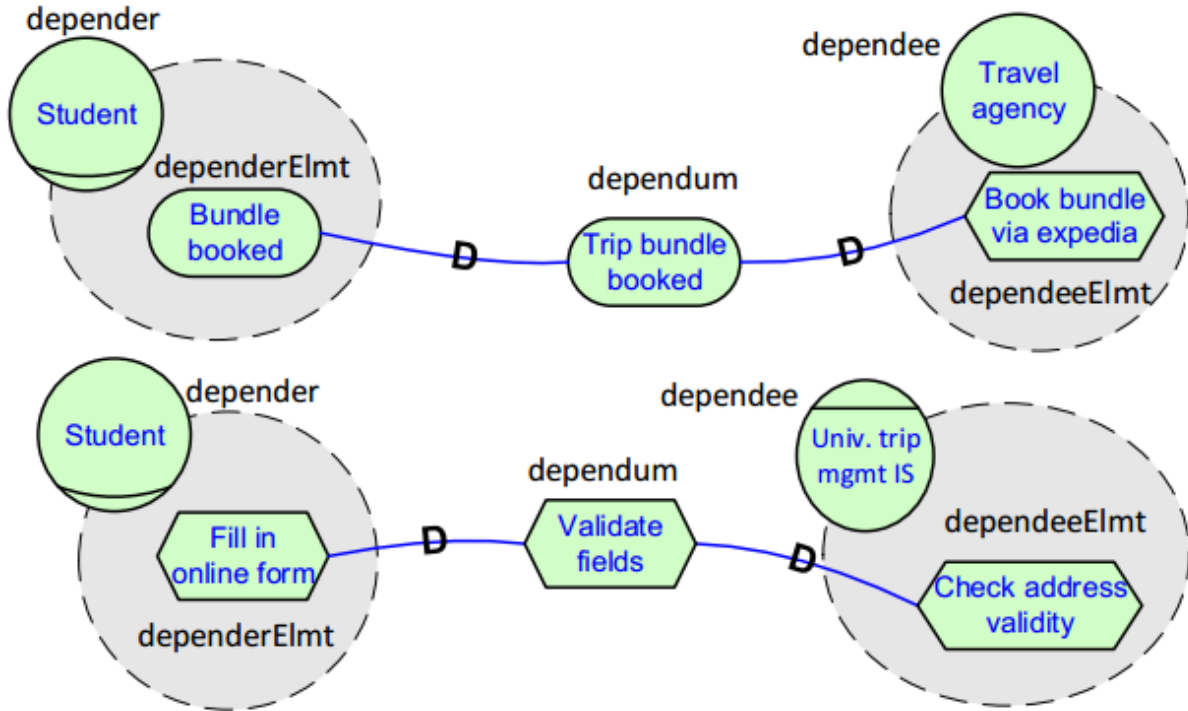 depender
dependee
Student
Travel
agency
dependerElmt
dependum
Bundle
booked
D
Trip bundle
booked
D
Book bundle
via expedia
dependeeElmt
depender
dependee
Student
Univ. trip
mgmt IS
dependum
Fill in
online form
D
Validate
fields
D
dependeeElmt
Check address
validity
dependerElmt